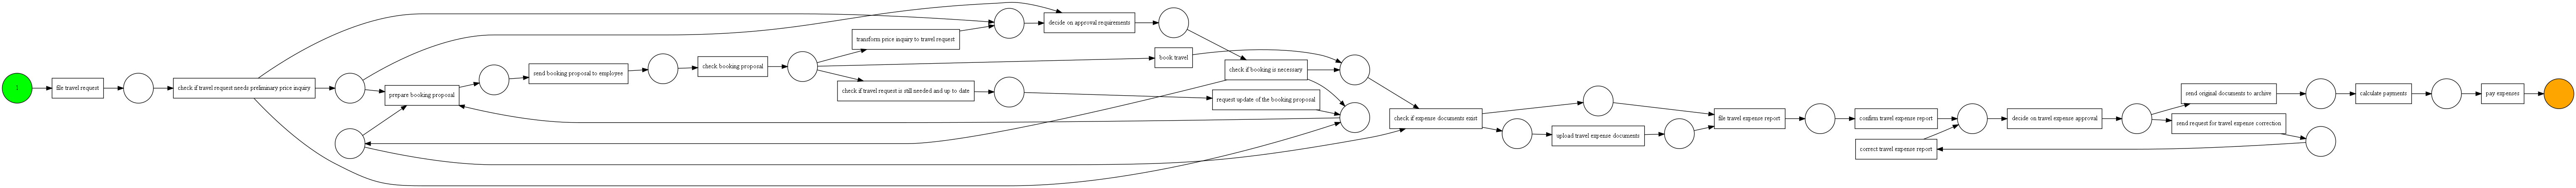 1
file travel request
check if travel request needs preliminary price inquiry
prepare booking proposal
send booking proposal to employee
check booking proposal
transform price inquiry to travel request
check if travel request is still needed and up to date
decide on approval requirements
book travel
check if booking is necessary
request update of the booking proposal
check if expense documents exist
upload travel expense documents
file travel expense report
confirm travel expense report
correct travel expense report
decide on travel expense approval
send original documents to archive
send request for travel expense correction
calculate payments
pay expenses